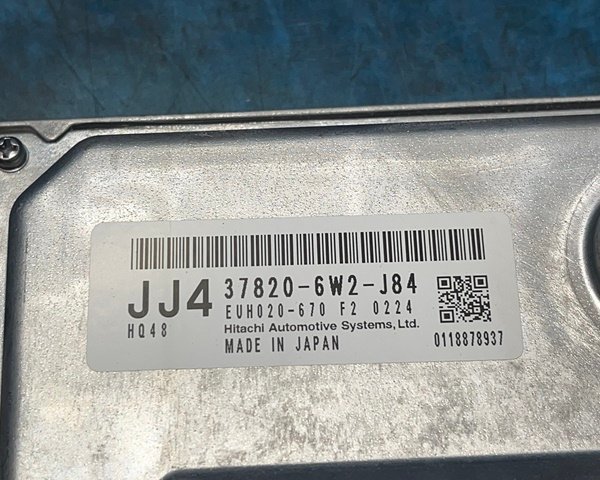 JJ4 37820-6W2-J84
EUH020-670 F2 0224
HQ48 Hitachi Automotive Systems, Ltd.
MADE IN JAPAN 0118878937